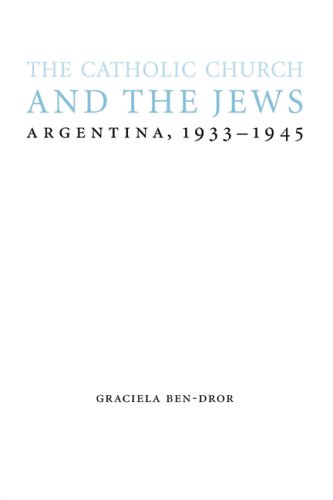 THE CATHOLIC CHURCH
AND THE JEWS
ARGENTINA, 1933–1945
GRACIELA BEN-DROR